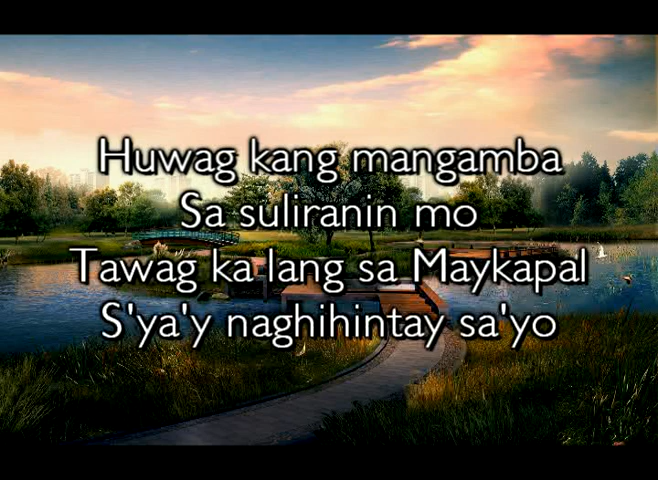 Huwag kang mangamba
Sa suliranin mo
Tawag ka lang sa Maykapal
S'ya'y naghihintay sa'yo